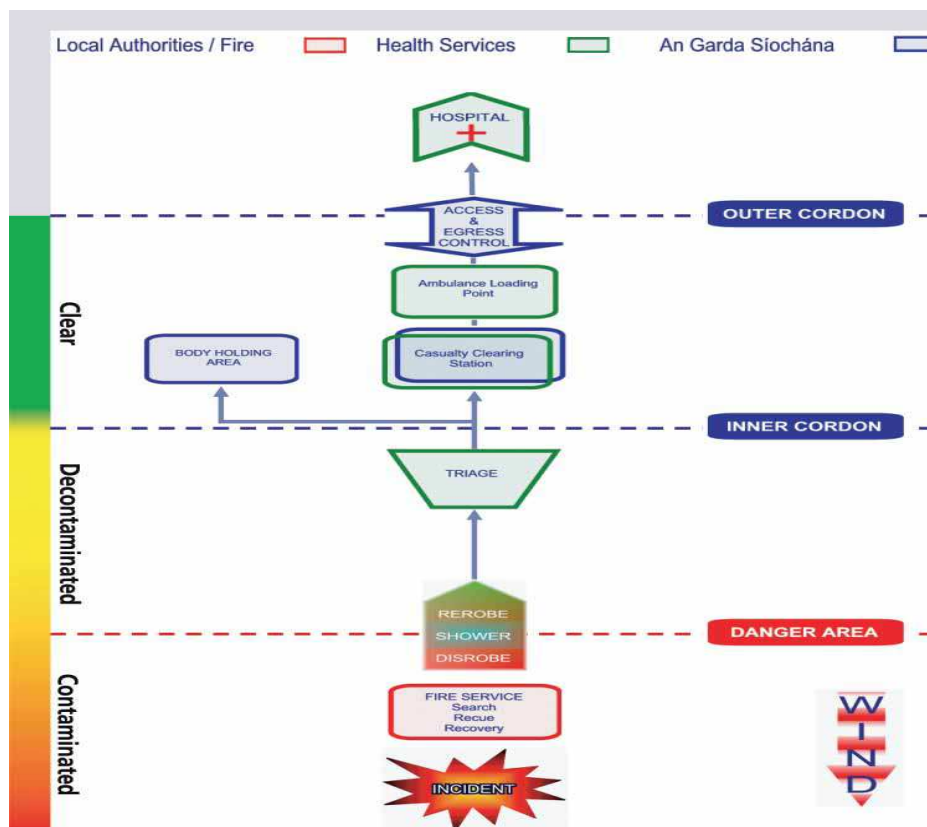 Local Authorities / Fire
Health Services
An Garda Síochána
HOSPITAL
ACCESS
&
EGRESS
CONTROL
OUTER CORDON
Ambulance Loading
Point
Clear
BODY HOLDING
AREA
Casualty Clearing
Station
INNER CORDON
TRIAGE
Decontaminated
REROBE
SHOWER
DISROBE
DANGER AREA
Contaminated
FIRE SERVICE
Search
Recue
Recovery
WIND
INCIDENT